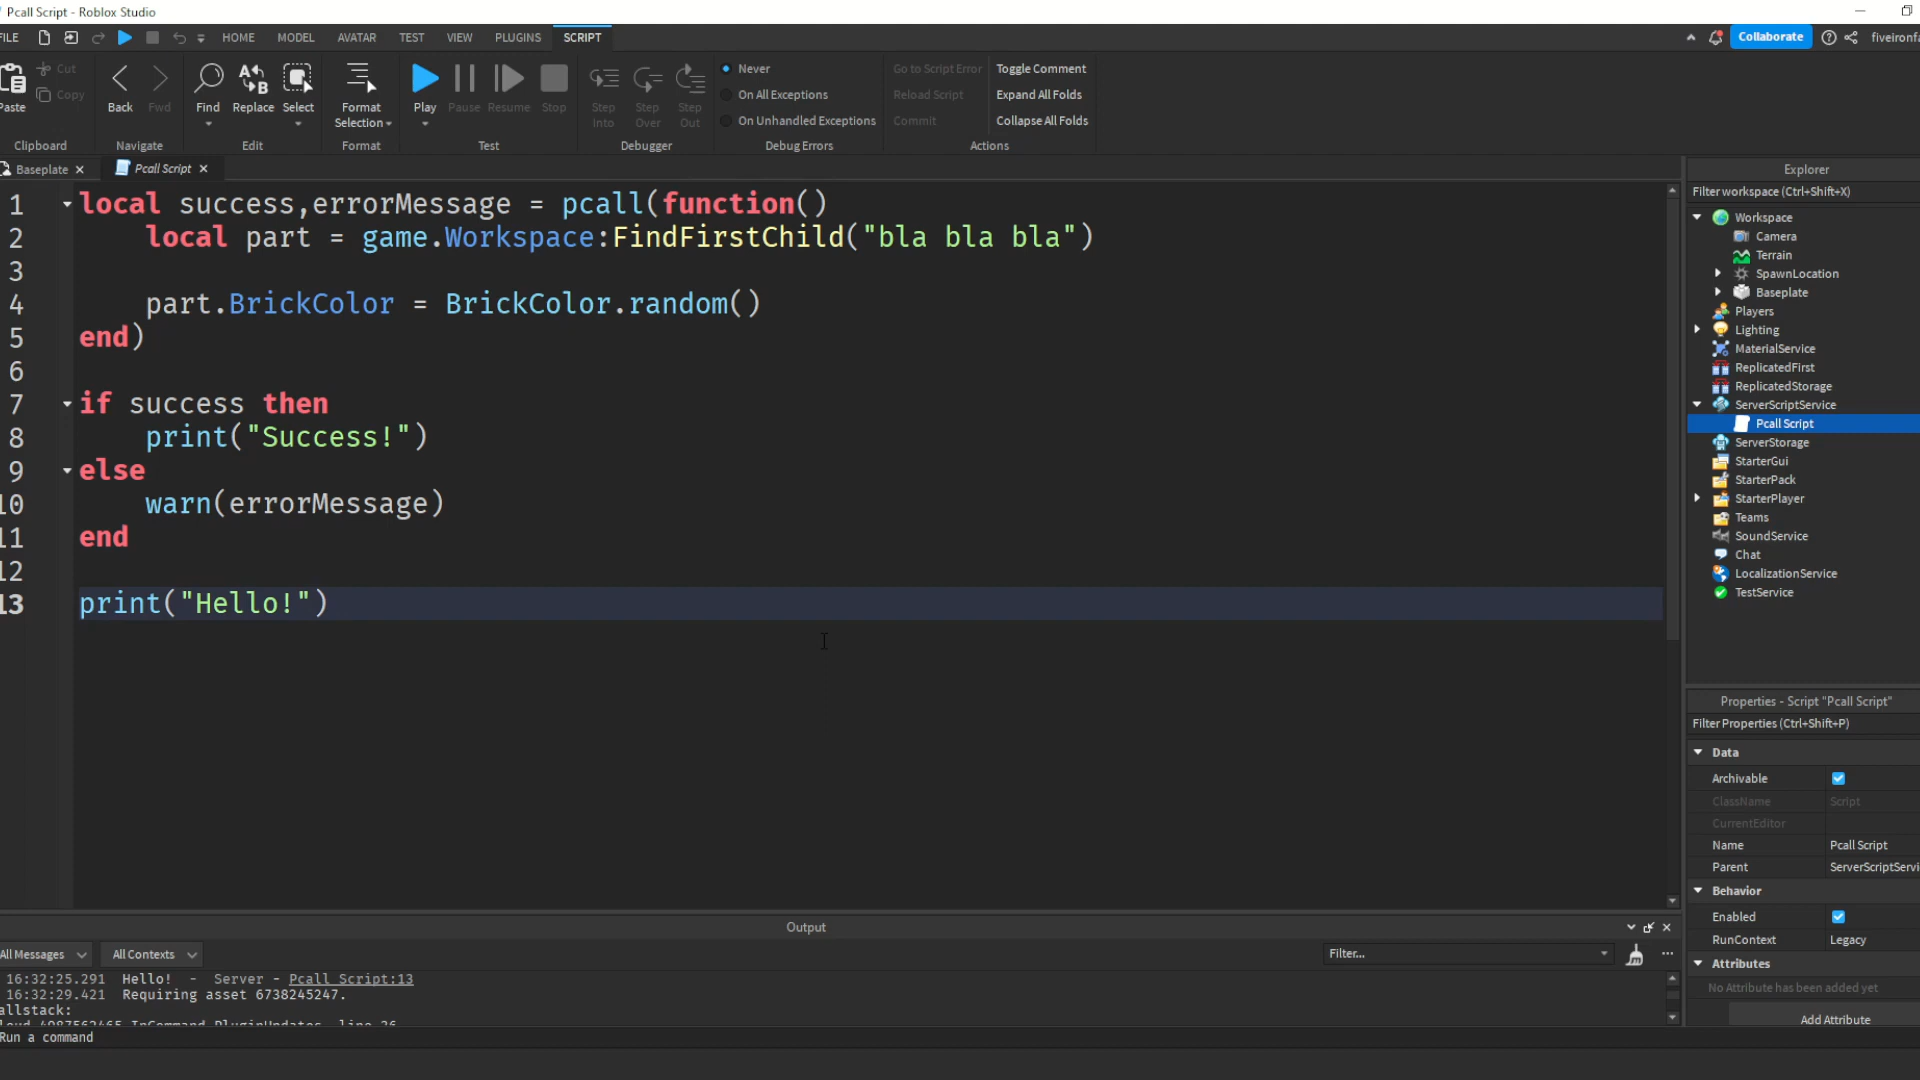 Pcall Script - Roblox Studio
FILE HOME MODEL AVATAR TEST VIEW PLUGINS SCRIPT Collaborate
Paste Cut Copy
Clipboard
Back Fwd
Navigate
Find Replace Select
Edit
Format Selection
Format
Play Pause Resume Stop
Test
Step Into Step Over Step Out
Debugger
Never
On All Exceptions
On Unhandled Exceptions
Debug Errors
Go to Script Error Toggle Comment
Reload Script Expand All Folds
Commit Collapse All Folds
Actions
Baseplate Pcall Script
1 local success,errorMessage = pcall(function()
2 local part = game.Workspace:FindFirstChild("bla bla bla")
3
4 part.BrickColor = BrickColor.random()
5 end)
6
7 if success then
8 print("Success!")
9 else
10 warn(errorMessage)
11 end
12
13 print("Hello!")
Explorer
Filter workspace (Ctrl+Shift+X)
Workspace
Camera
Terrain
SpawnLocation
Baseplate
Players
Lighting
MaterialService
ReplicatedFirst
ReplicatedStorage
ServerScriptService
Pcall Script
ServerStorage
StarterGui
StarterPack
StarterPlayer
Teams
SoundService
Chat
LocalizationService
TestService
Properties - Script "Pcall Script"
Filter Properties (Ctrl+Shift+P)
Data
Archivable
ClassName Script
CurrentEditor
Name Pcall Script
Parent ServerScriptServi
Behavior
Enabled
RunContext Legacy
Attributes
No Attribute has been added yet
Add Attribute
Output
All Messages All Contexts Filter...
16:32:25.291 Hello! - Server - Pcall Script:13
16:32:29.421 Requiring asset 6738245247.
allstack:
Run a command